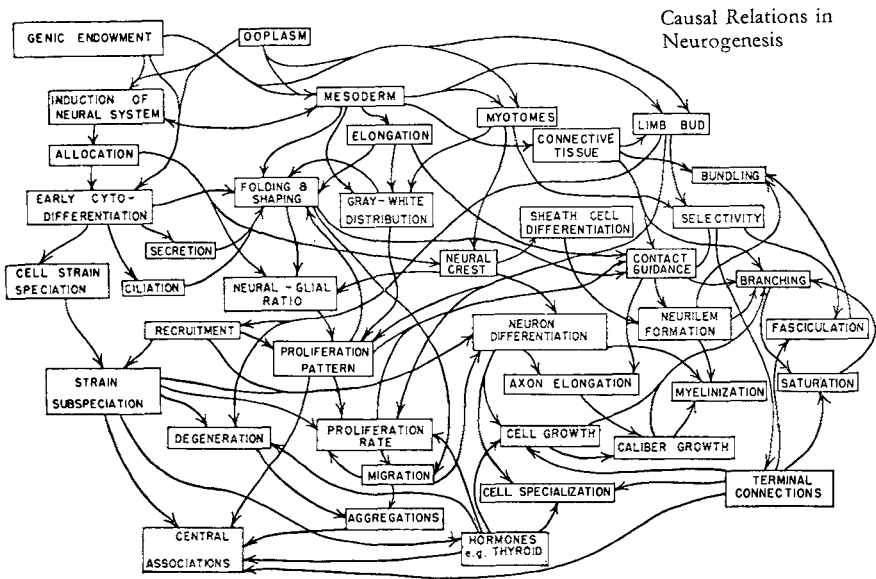 Causal Relations in
Neurogenesis
GENIC ENDOWMENT
OOPLASM
INDUCTION OF
NEURAL SYSTEM
MESODERM
MYOTOMES
LIMB BUD
ELONGATION
CONNECTIVE
TISSUE
ALLOCATION
BUNDLING
EARLY CYTO-
DIFFERENTIATION
FOLDING &
SHAPING
GRAY-WHITE
DISTRIBUTION
SHEATH CELL
DIFFERENTIATION
SELECTIVITY
SECRETION
NEURAL
CREST
CONTACT
GUIDANCE
BRANCHING
CELL STRAIN
SPECIATION
CILIATION
NEURAL-GLIAL
RATIO
RECRUITMENT
PROLIFERATION
PATTERN
NEURON
DIFFERENTIATION
NEURILEM
FORMATION
FASCICULATION
STRAIN
SUBSPECIATION
AXON ELONGATION
MYELINIZATION
SATURATION
DEGENERATION
PROLIFERATION
RATE
CELL GROWTH
CALIBER GROWTH
MIGRATION
CELL SPECIALIZATION
TERMINAL
CONNECTIONS
AGGREGATIONS
CENTRAL
ASSOCIATIONS
HORMONES
e.g. THYROID